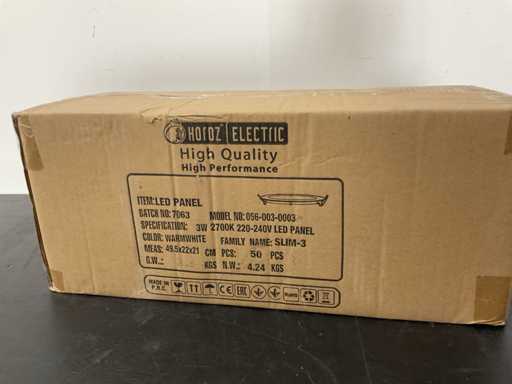 HOROZ ELECTRIC
High Quality
High Performance
ITEM:LED PANEL
BATCH NO: 7063 MODEL NO:056-003-0003
SPECIFICATION: 3W 2700K 220-240V LED PANEL
COLOR: WARMWHITE FAMILY NAME: SLIM-3
MEAS: 49.5x22x21 CM PCS: 50 PCS
G.W.: KGS N.W.: 4.24 KGS
MADE IN
P.R.C.
CE EAC